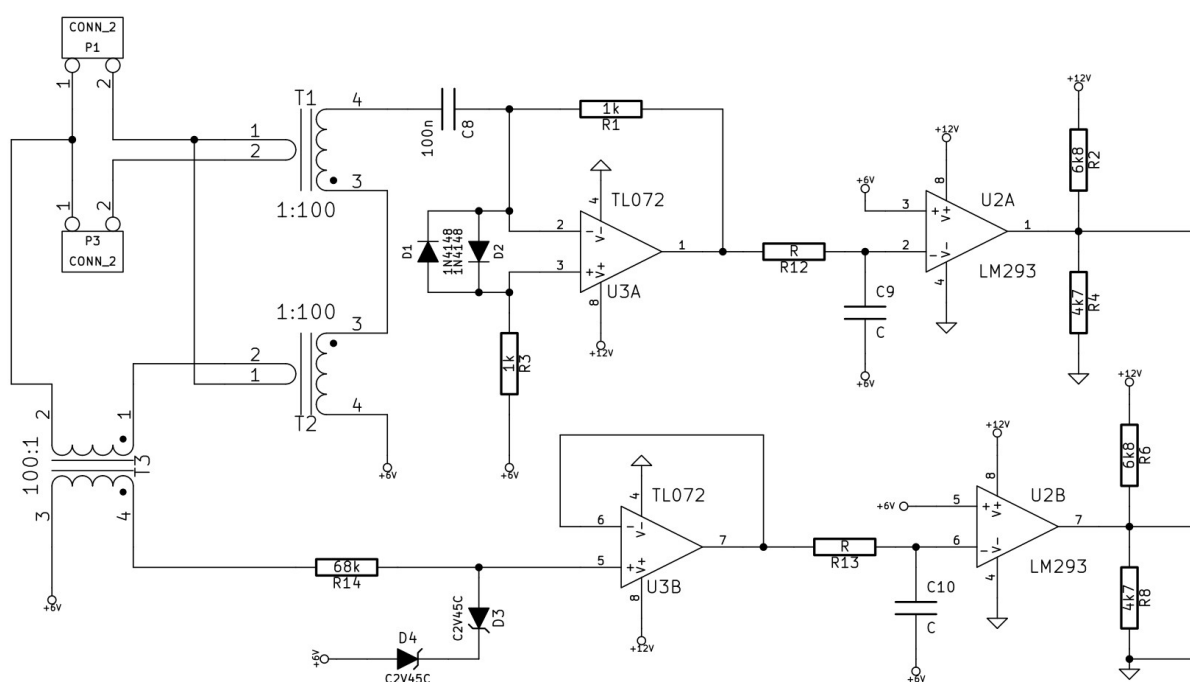 CONN_2
P1
1
2
1
2
P3
CONN_2
1
2
T1
4
3
1:100
100n
C8
1k
R1
TL072
4
V-
2
3
V+
1
8
U3A
+12V
D1
1N4148
1N4148
D2
1k
R3
+6V
R
R12
C9
C
+6V
+6V
+12V
8
U2A
3
V+
2
V-
1
4
LM293
+12V
6k8
R2
4k7
R4
1:100
3
2
1
4
T2
+6V
2
1
100:1
T3
3
4
+6V
68k
R14
C2V45C
D3
D4
+6V
C2V45C
TL072
4
6
V-
5
V+
7
8
U3B
+12V
R
R13
C10
C
+6V
+6V
+12V
8
U2B
5
V+
6
V-
7
4
LM293
+12V
6k8
R6
4k7
R8